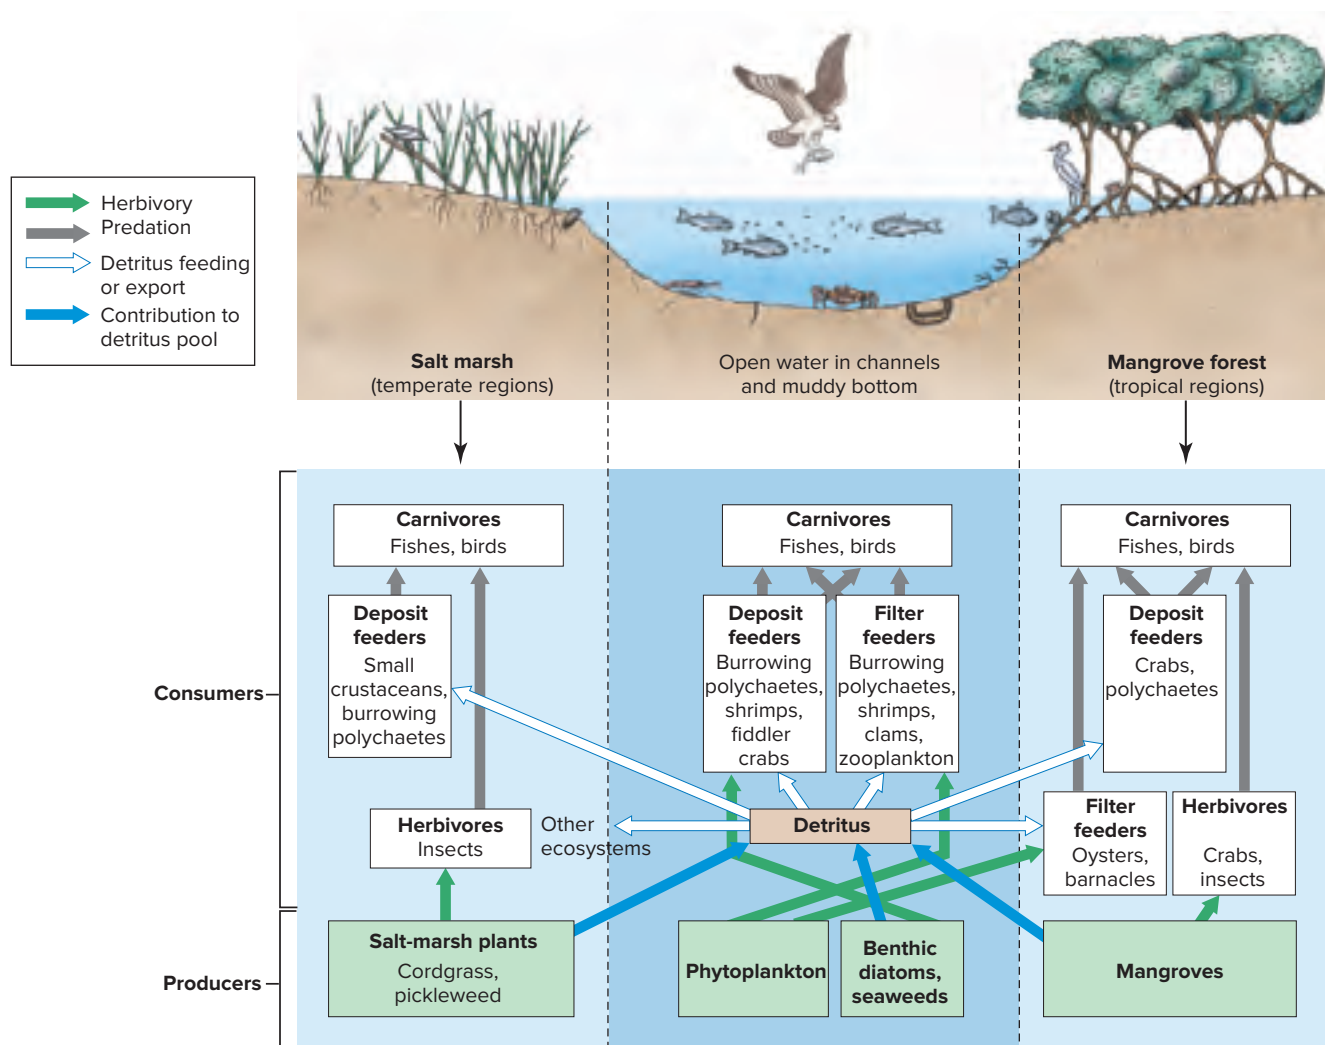 Herbivory
Predation
Detritus feeding
or export
Contribution to
detritus pool
Salt marsh
(temperate regions)
Open water in channels
and muddy bottom
Mangrove forest
(tropical regions)
Consumers
Producers
Carnivores
Fishes, birds
Deposit
feeders
Small
crustaceans,
burrowing
polychaetes
Herbivores
Insects
Salt-marsh plants
Cordgrass,
pickleweed
Other
ecosystems
Carnivores
Fishes, birds
Deposit
feeders
Burrowing
polychaetes,
shrimps,
fiddler
crabs
Filter
feeders
Burrowing
polychaetes,
shrimps,
clams,
zooplankton
Detritus
Phytoplankton
Benthic
diatoms,
seaweeds
Carnivores
Fishes, birds
Deposit
feeders
Crabs,
polychaetes
Filter
feeders
Oysters,
barnacles
Herbivores
Crabs,
insects
Mangroves